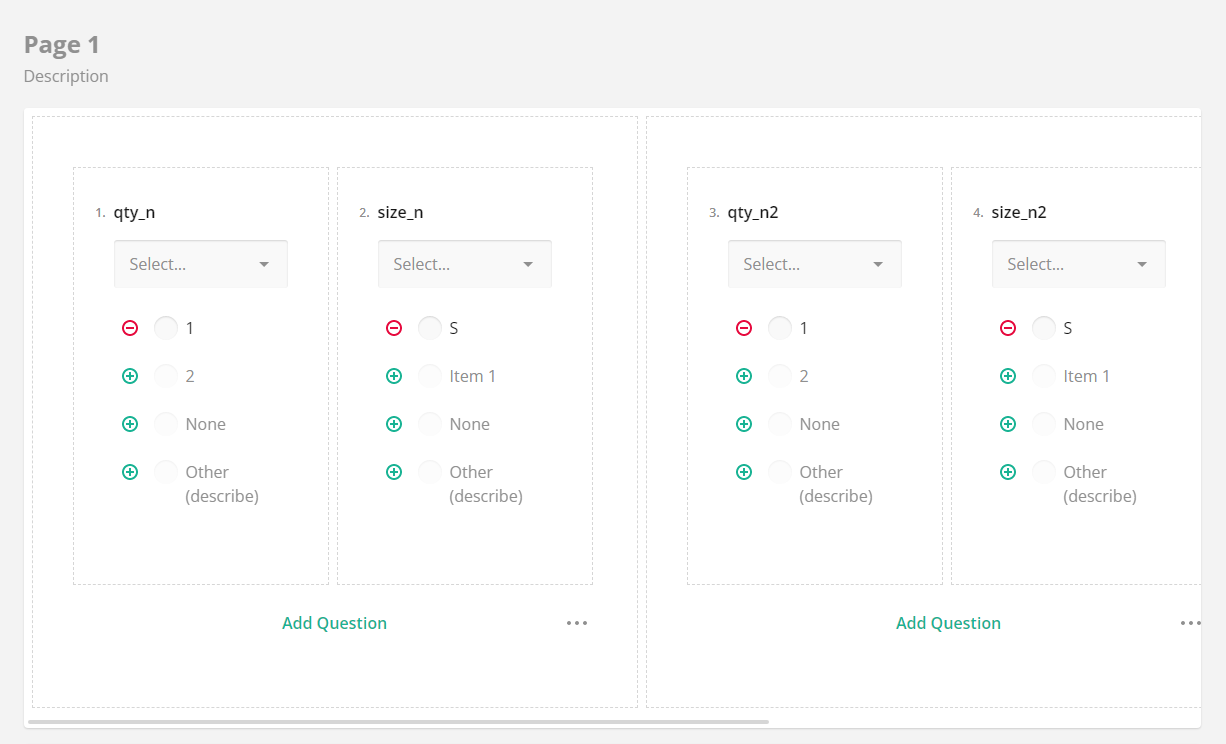 Page 1
Description
1. qty_n
Select...
1
2
None
Other
(describe)
2. size_n
Select...
S
Item 1
None
Other
(describe)
Add Question
3. qty_n2
Select...
1
2
None
Other
(describe)
4. size_n2
Select...
S
Item 1
None
Other
(describe)
Add Question